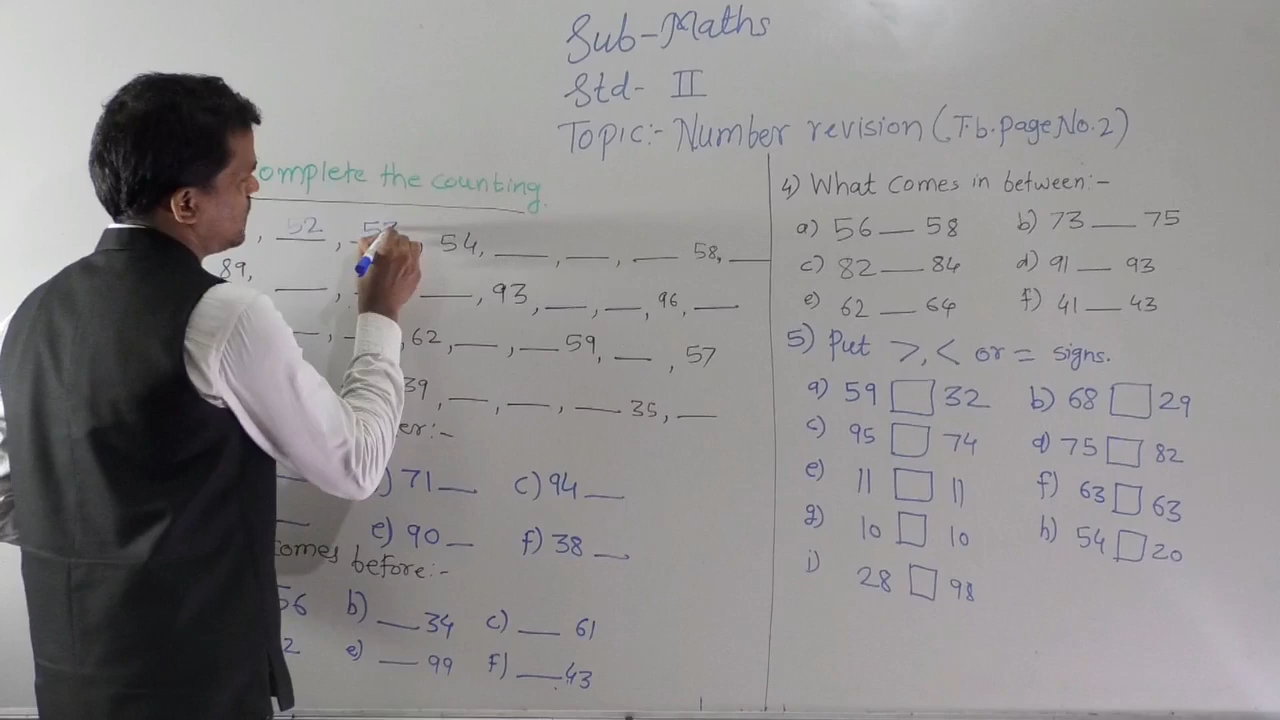 Sub-Maths
Std- II
Topic:- Number revision (T.b.page No.2)
omplete the counting.
, 52, 53, 54, ___, ___, ___ 58, ___
89, ___, ___, ___, 93, ___, ___, 96, ___
___, ___, 62, ___, ___ 59, ___, 57
39, ___, ___, ___ 35, ___
er:-
) 71 ___ c) 94 ___
___ e) 90 ___ f) 38 ___
comes before:-
56 b) ___ 34 c) ___ 61
2 e) ___ 99 f) ___ 43
4) What comes in between:-
a) 56 ___ 58 b) 73 ___ 75
c) 82 ___ 84 d) 91 ___ 93
e) 62 ___ 64 f) 41 ___ 43
5) Put >, < or = signs.
a) 59 □ 32 b) 68 □ 29
c) 95 □ 74 d) 75 □ 82
e) 11 □ 11 f) 63 □ 63
g) 10 □ 10 h) 54 □ 20
i) 28 □ 98